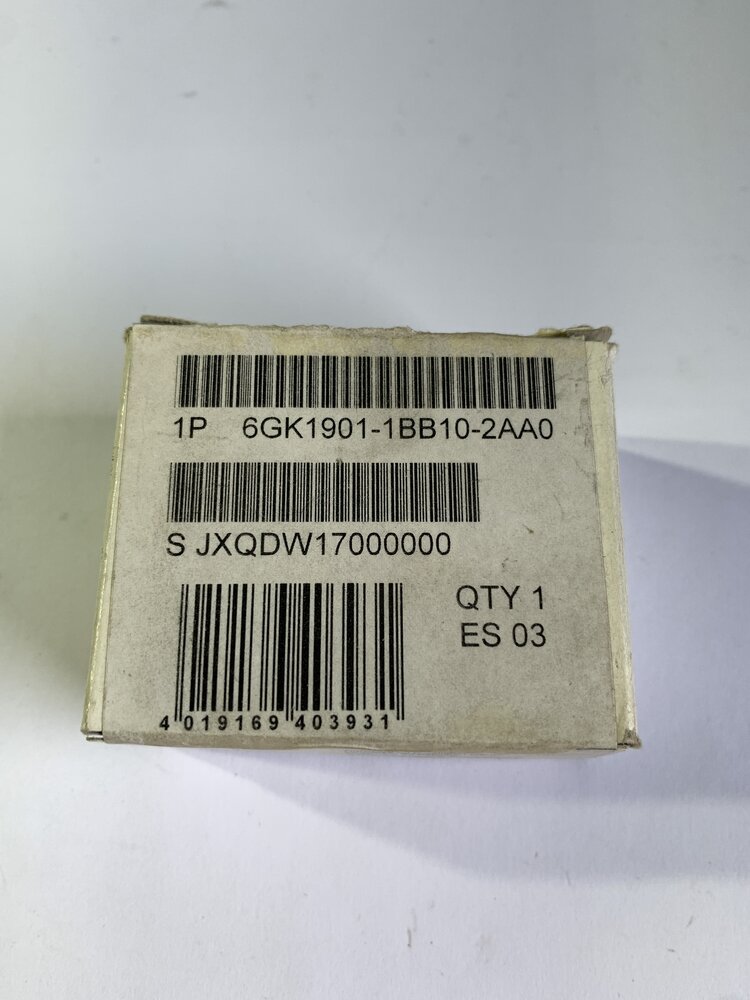 1P 6GK1901-1BB10-2AA0
S JXQDW17000000
QTY 1
ES 03
4 019169 403931